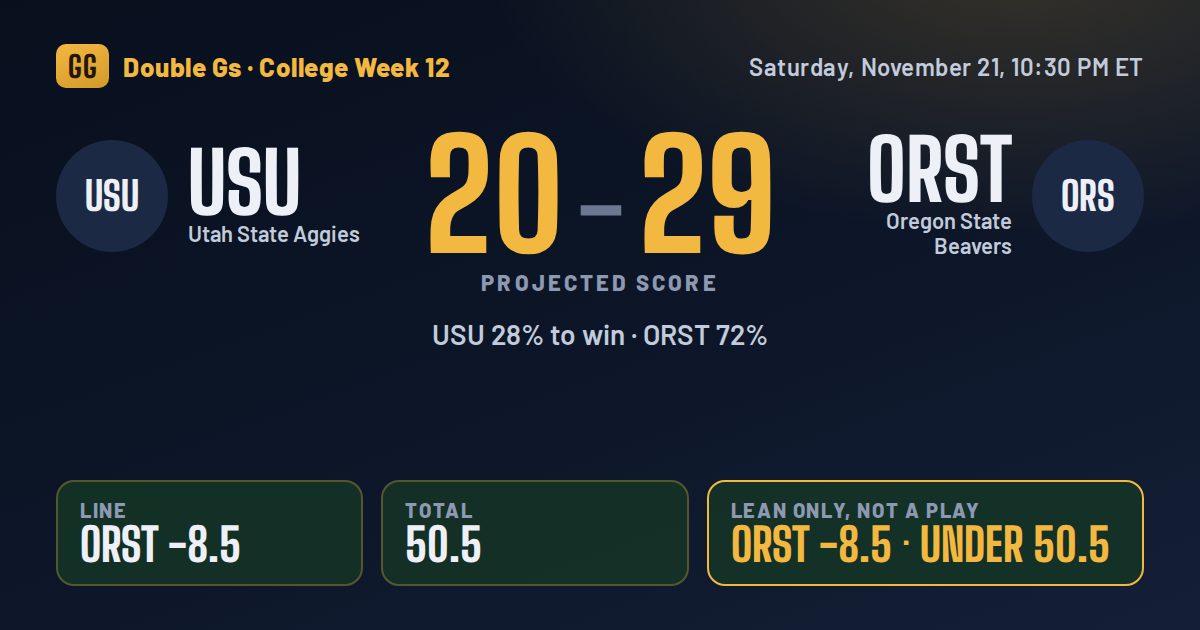 GG
Double Gs · College Week 12
Saturday, November 21, 10:30 PM ET
USU
USU
Utah State Aggies
20 – 29
PROJECTED SCORE
USU 28% to win · ORST 72%
ORST
Oregon State
Beavers
ORS
LINE
ORST -8.5
TOTAL
50.5
LEAN ONLY, NOT A PLAY
ORST -8.5 · UNDER 50.5